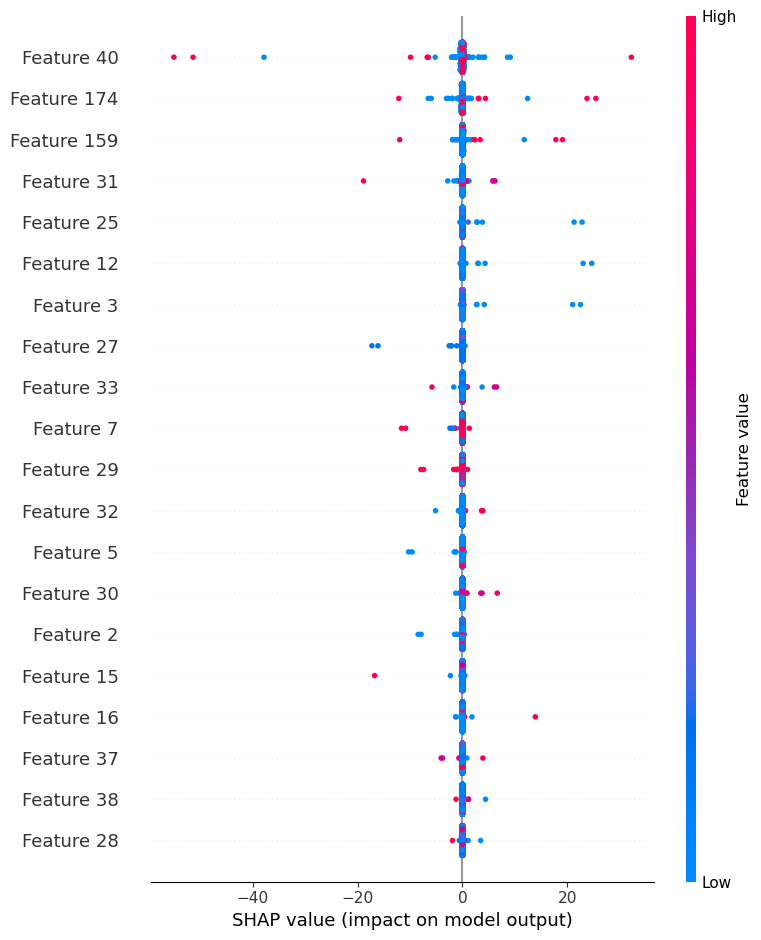 High
Feature 40
Feature 174
Feature 159
Feature 31
Feature 25
Feature 12
Feature 3
Feature 27
Feature 33
Feature 7
Feature 29
Feature 32
Feature 5
Feature 30
Feature 2
Feature 15
Feature 16
Feature 37
Feature 38
Feature 28
Feature value
Low
−40
−20
0
20
SHAP value (impact on model output)